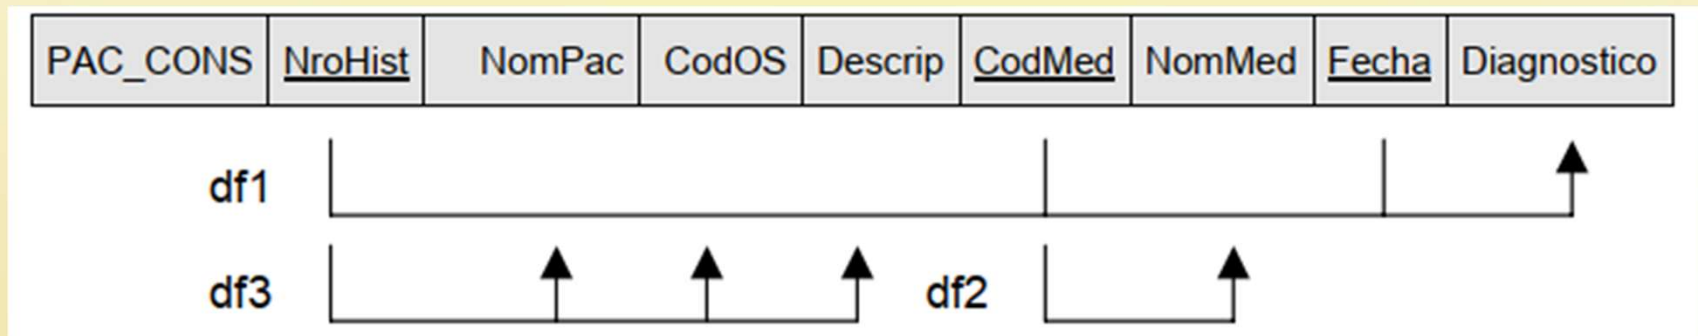 PAC_CONS NroHist NomPac CodOS Descrip CodMed NomMed Fecha Diagnostico
df1
df3 df2